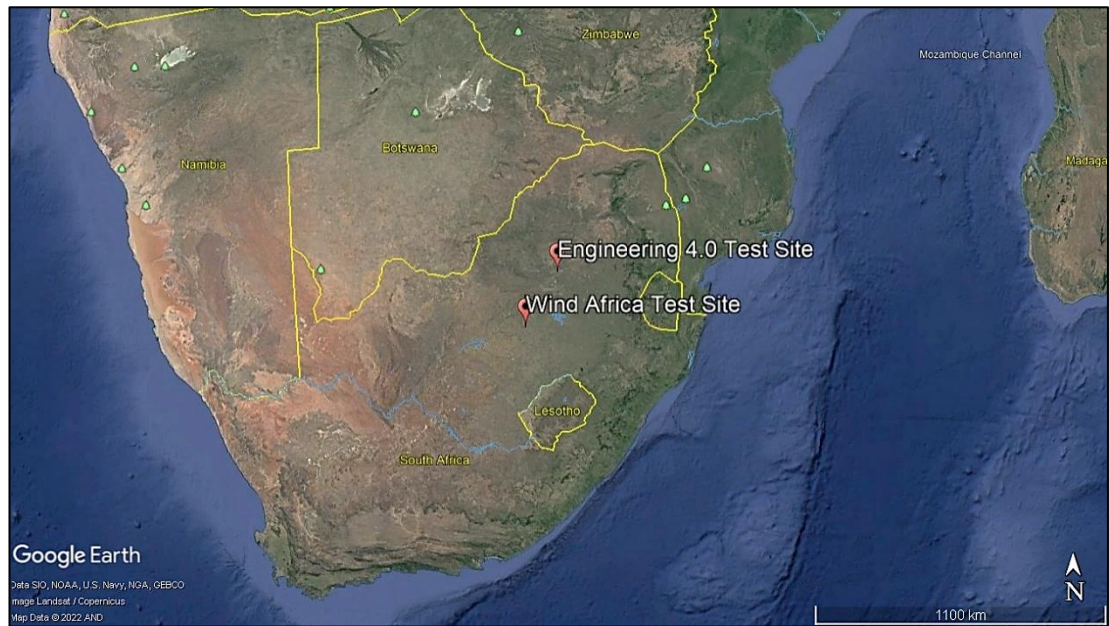 Zimbabwe
Mozambique Channel
Botswana
Namibia
Madaga
Engineering 4.0 Test Site
Wind Africa Test Site
Lesotho
South Africa
Google Earth
Data SIO, NOAA, U.S. Navy, NGA, GEBCO
mage Landsat / Copernicus
Map Data © 2022 AND
N
1100 km